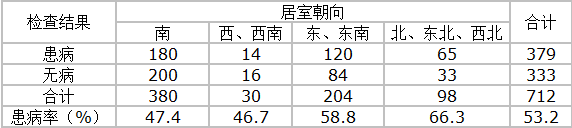 检查结果 居室朝向 合计
南 西、西南 东、东南 北、东北、西北
患病 180 14 120 65 379
无病 200 16 84 33 333
合计 380 30 204 98 712
患病率（%） 47.4 46.7 58.8 66.3 53.2